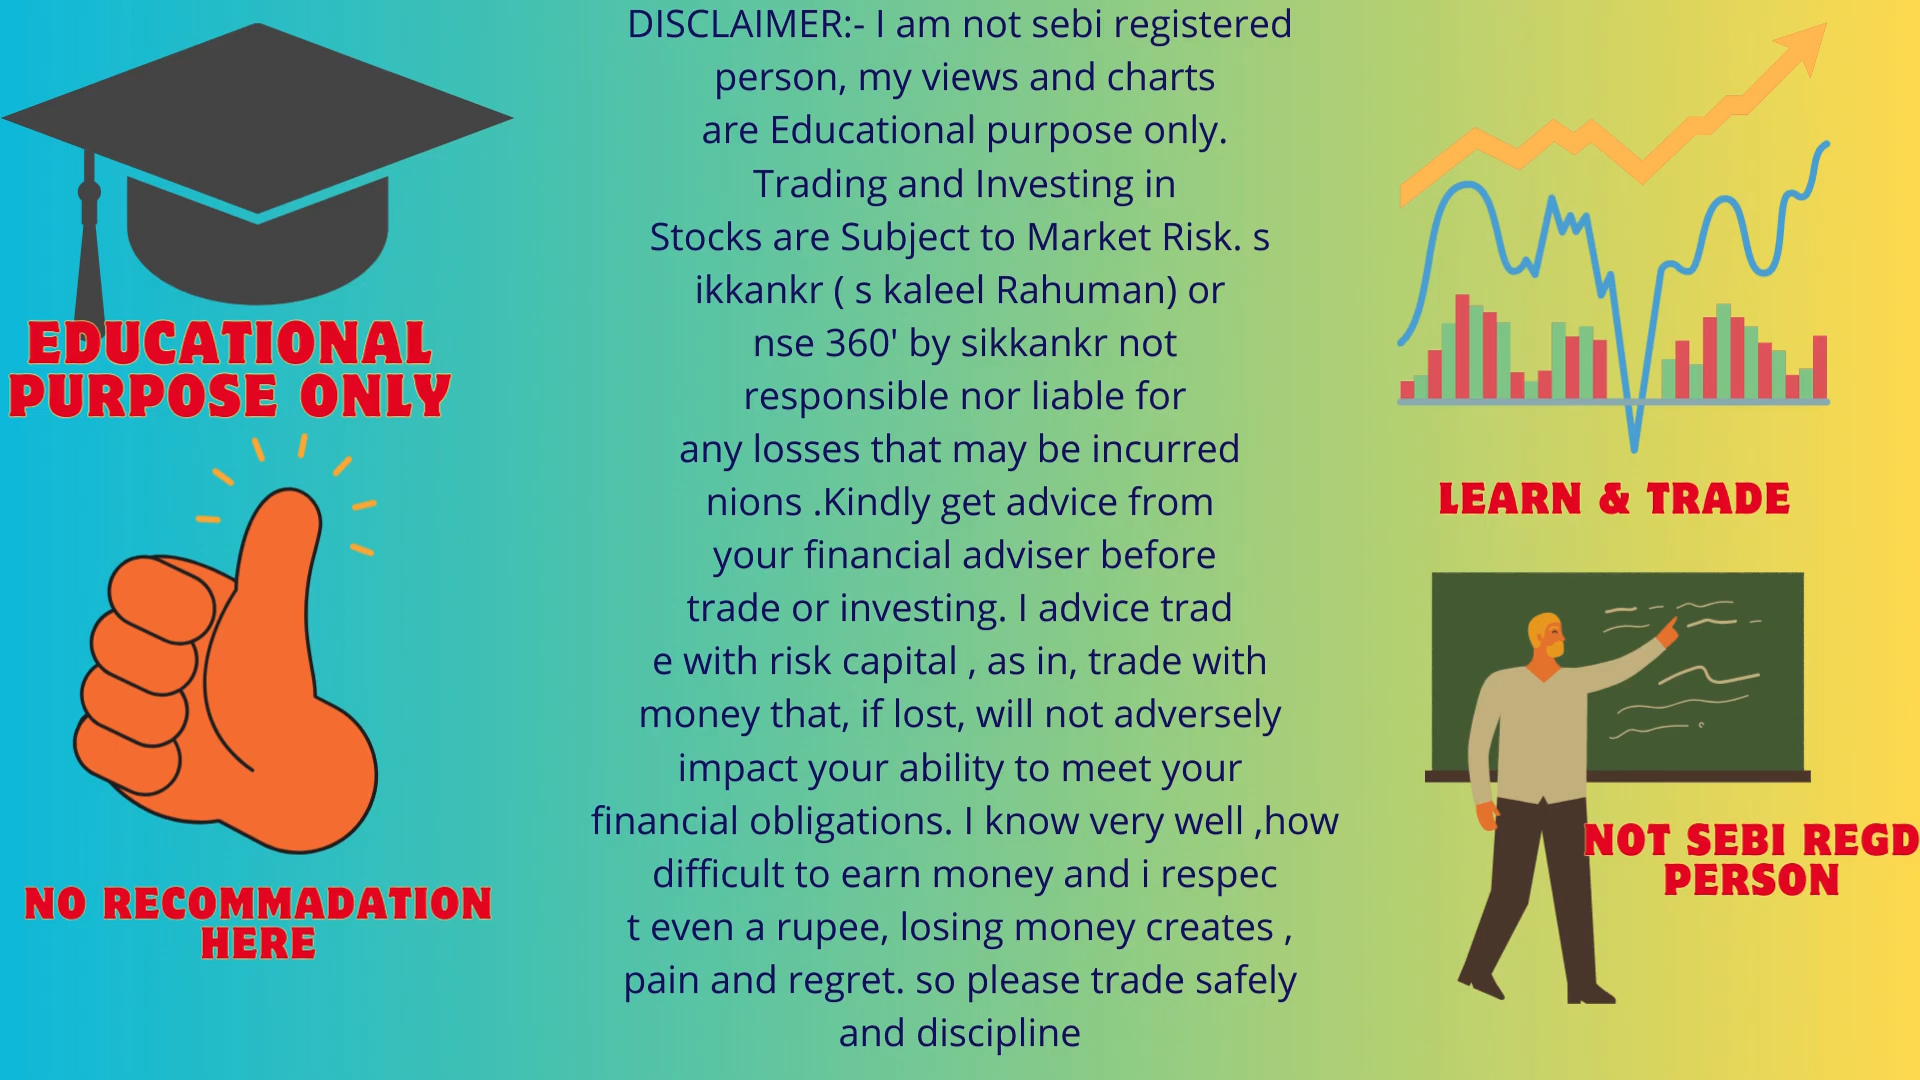 DISCLAIMER:- I am not sebi registered
person, my views and charts
are Educational purpose only.
Trading and Investing in
Stocks are Subject to Market Risk. s
ikkankr ( s kaleel Rahuman) or
nse 360' by sikkankr not
responsible nor liable for
any losses that may be incurred
nions .Kindly get advice from
your financial adviser before
trade or investing. I advice trad
e with risk capital , as in, trade with
money that, if lost, will not adversely
impact your ability to meet your
financial obligations. I know very well ,how
difficult to earn money and i respec
t even a rupee, losing money creates ,
pain and regret. so please trade safely
and discipline
EDUCATIONAL
PURPOSE ONLY
NO RECOMMADATION
HERE
LEARN & TRADE
NOT SEBI REGD
PERSON